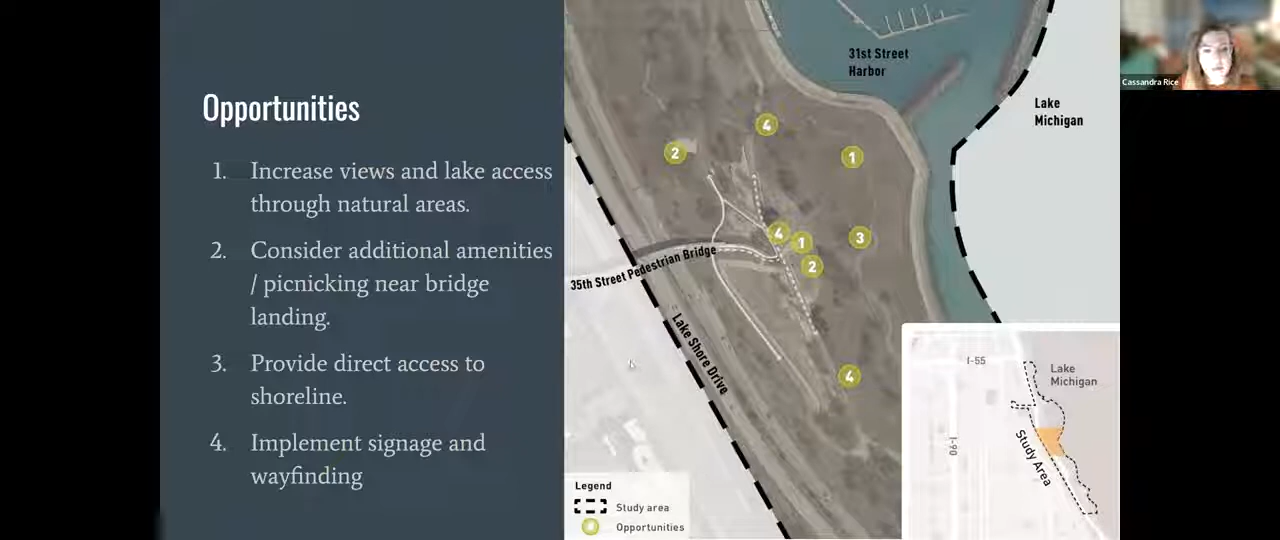 Opportunities
1. Increase views and lake access
through natural areas.
2. Consider additional amenities
/ picnicking near bridge
landing.
3. Provide direct access to
shoreline.
4. Implement signage and
wayfinding
31st Street
Harbor
Lake
Michigan
4
2
1
4
1
3
2
4
35th Street Pedestrian Bridge
Lake Shore Drive
Legend
Study area
Opportunities
I-55
Lake
Michigan
I-90
Study Area
Cassandra Rice